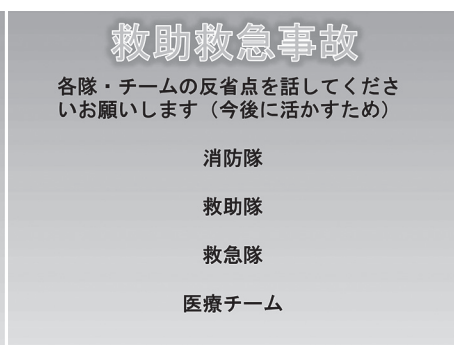 救助救急事故
各隊・チームの反省点を話してくださ
いお願いします（今後に活かすため）
消防隊
救助隊
救急隊
医療チーム